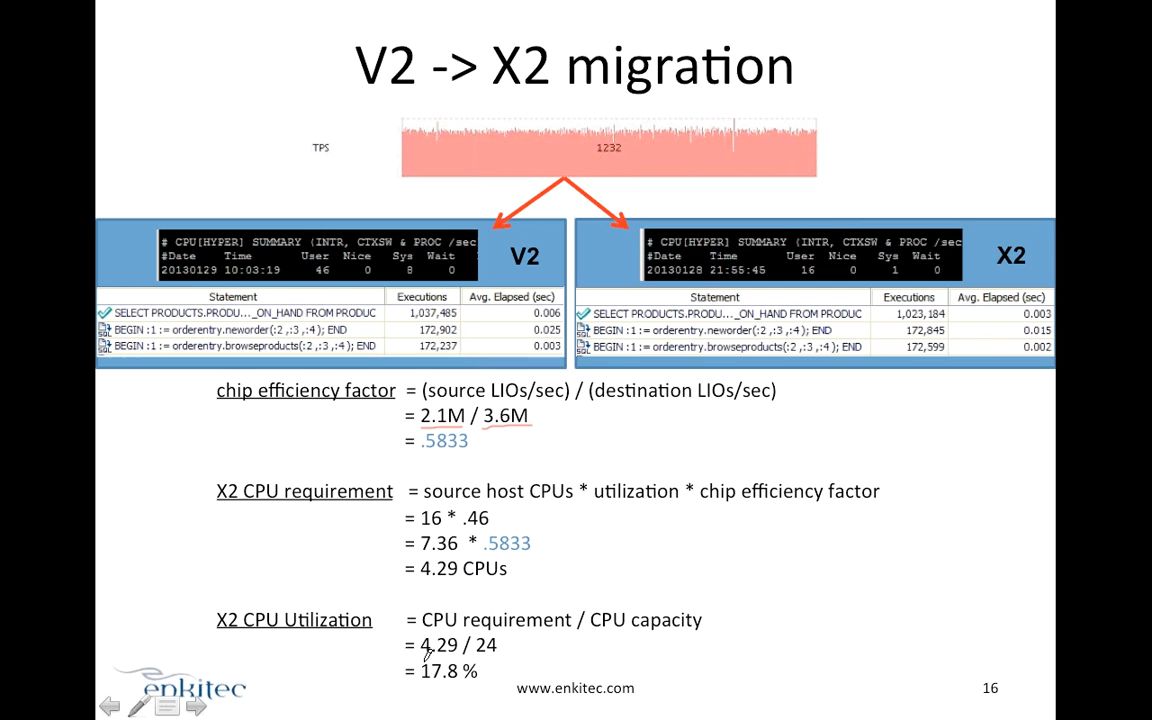 V2 -> X2 migration
TPS
1232
# CPU[HYPER] SUMMARY (INTR, CTXSW & PROC /sec
#Date Time User Nice Sys Wait
20130129 10:03:19 46 0 8 0
V2
Statement Executions Avg. Elapsed (sec)
SELECT PRODUCTS.PRODU..._ON_HAND FROM PRODUC 1,037,485 0.006
BEGIN :1 := orderentry.neworder(:2 ,:3 ,:4 ); END 172,902 0.025
BEGIN :1 := orderentry.browseproducts(:2 ,:3 ,:4 ); END 172,237 0.003
# CPU[HYPER] SUMMARY (INTR, CTXSW & PROC /sec
#Date Time User Nice Sys Wait
20130128 21:55:45 16 0 1 0
X2
Statement Executions Avg. Elapsed (sec)
SELECT PRODUCTS.PRODU..._ON_HAND FROM PRODUC 1,023,184 0.003
BEGIN :1 := orderentry.neworder(:2 ,:3 ,:4 ); END 172,845 0.015
BEGIN :1 := orderentry.browseproducts(:2 ,:3 ,:4 ); END 172,599 0.002
chip efficiency factor = (source LIOs/sec) / (destination LIOs/sec)
= 2.1M / 3.6M
= .5833
X2 CPU requirement = source host CPUs * utilization * chip efficiency factor
= 16 * .46
= 7.36 * .5833
= 4.29 CPUs
X2 CPU Utilization = CPU requirement / CPU capacity
= 4.29 / 24
= 17.8 %
enkitec
www.enkitec.com
16